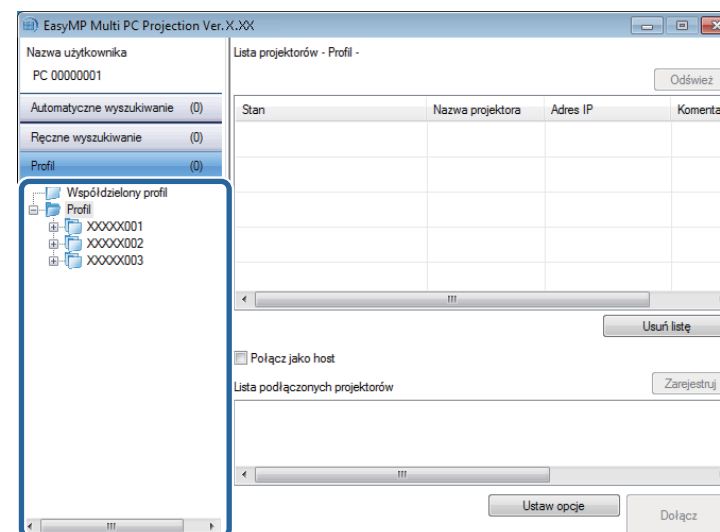 EasyMP Multi PC Projection Ver.X.XX
Nazwa użytkownika
PC 00000001
Automatyczne wyszukiwanie (0)
Ręczne wyszukiwanie (0)
Profil (0)
Współdzielony profil
Profil
XXXXX001
XXXXX002
XXXXX003
Lista projektorów - Profil -
Odśwież
Stan Nazwa projektora Adres IP Komenta
Usuń listę
Połącz jako host
Lista podłączonych projektorów
Zarejestruj
Ustaw opcje
Dołącz